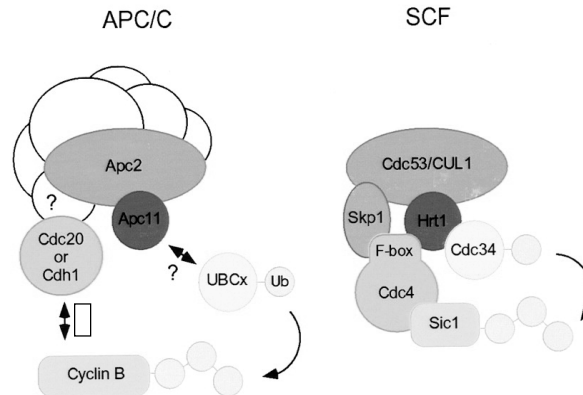 APC/C
SCF
Apc2
Cdc53/CUL1
?
Apc11
Skp1
Hrt1
Cdc20
or
Cdh1
F-box
Cdc34
?
UBCx
Ub
Cdc4
Sic1
Cyclin B